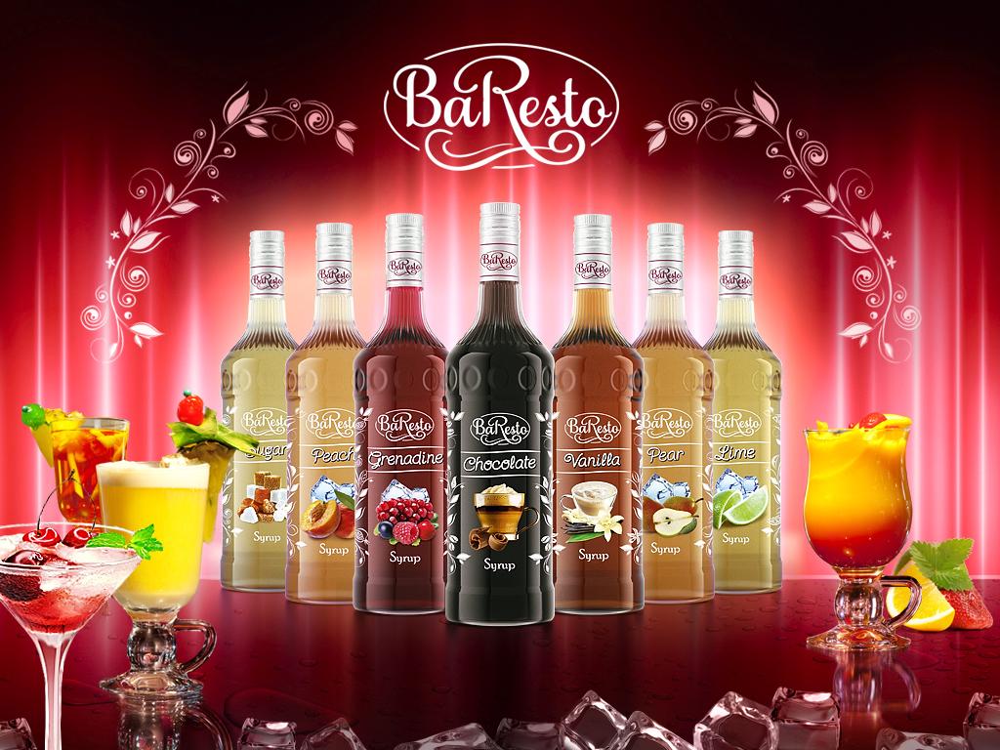 BaResto
BaResto
BaResto
BaResto
BaResto
BaResto
BaResto
BaResto
BaResto
Sugar
Syrup
BaResto
Peach
Syrup
BaResto
Grenadine
Syrup
BaResto
Chocolate
Syrup
BaResto
Vanilla
Syrup
BaResto
Pear
Syrup
BaResto
Lime
Syrup